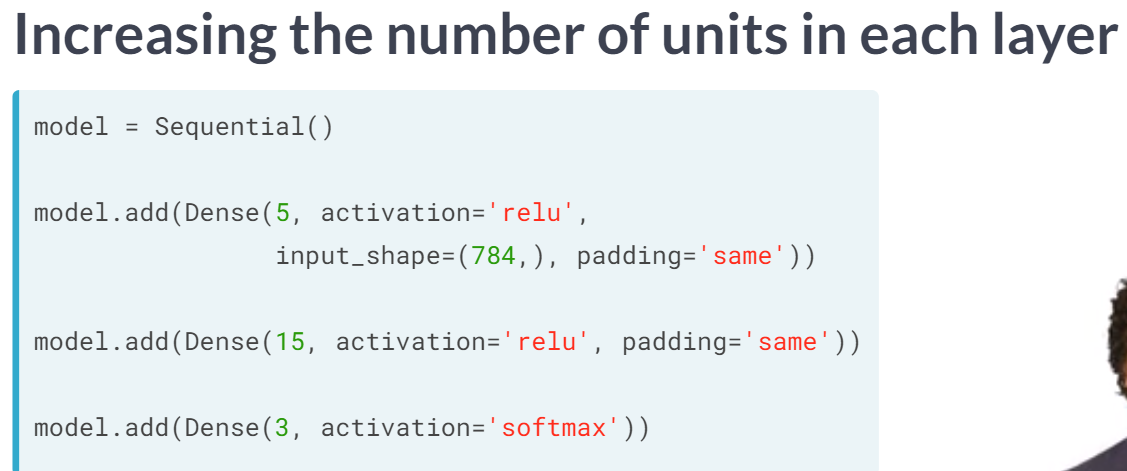 Increasing the number of units in each layer
model = Sequential()
model.add(Dense(5, activation='relu',
input_shape=(784,), padding='same'))
model.add(Dense(15, activation='relu', padding='same'))
model.add(Dense(3, activation='softmax'))